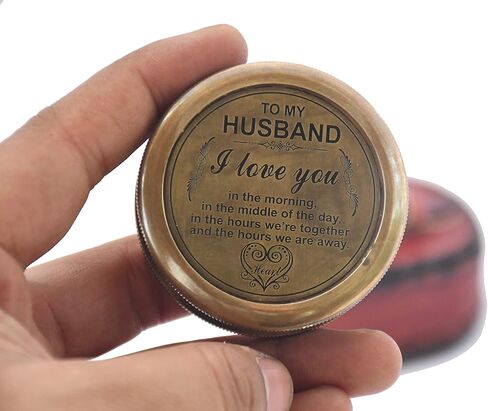 TO MY
HUSBAND
I love you
in the morning,
in the middle of the day,
in the hours we're together
and the hours we are away.
Heart